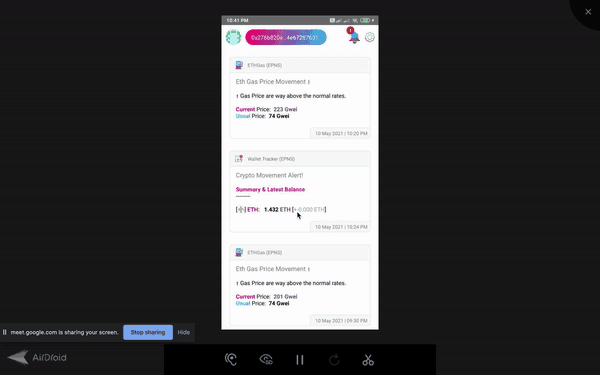 10:41 PM
0x276b820e..4e67287631
1
ETHGas (EPNS)
Eth Gas Price Movement ↕
↑ Gas Price are way above the normal rates.
Current Price: 223 Gwei
Usual Price: 74 Gwei
10 May 2021 | 10:20 PM
Wallet Tracker (EPNS)
Crypto Movement Alert!
Summary & Latest Balance
---------
ETH: 1.432 ETH [+-0.000 ETH]
10 May 2021 | 10:24 PM
ETHGas (EPNS)
Eth Gas Price Movement ↕
↑ Gas Price are way above the normal rates.
Current Price: 201 Gwei
Usual Price: 74 Gwei
10 May 2021 | 09:30 PM
meet.google.com is sharing your screen.
Stop sharing
Hide
AirDroid